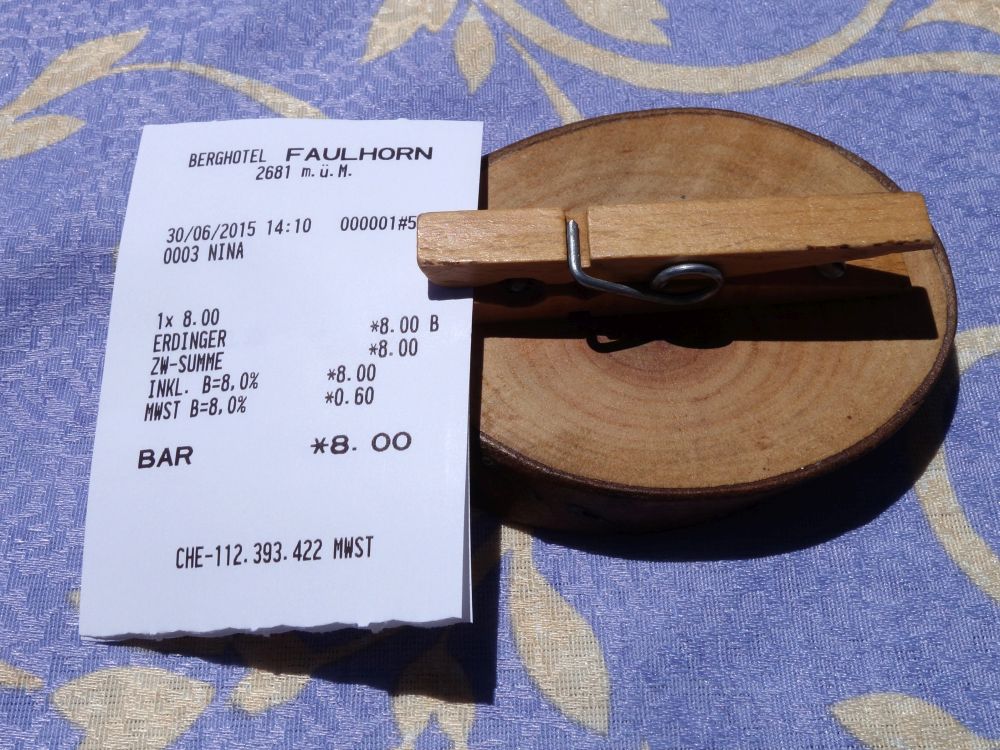 BERGHOTEL FAULHORN
2681 m.ü.M.
30/06/2015 14:10 000001#5
0003 NINA
1x 8.00
ERDINGER *8.00 B
ZW-SUMME *8.00
INKL. B=8,0% *8.00
MWST B=8,0% *0.60
BAR *8.00
CHE-112.393.422 MWST